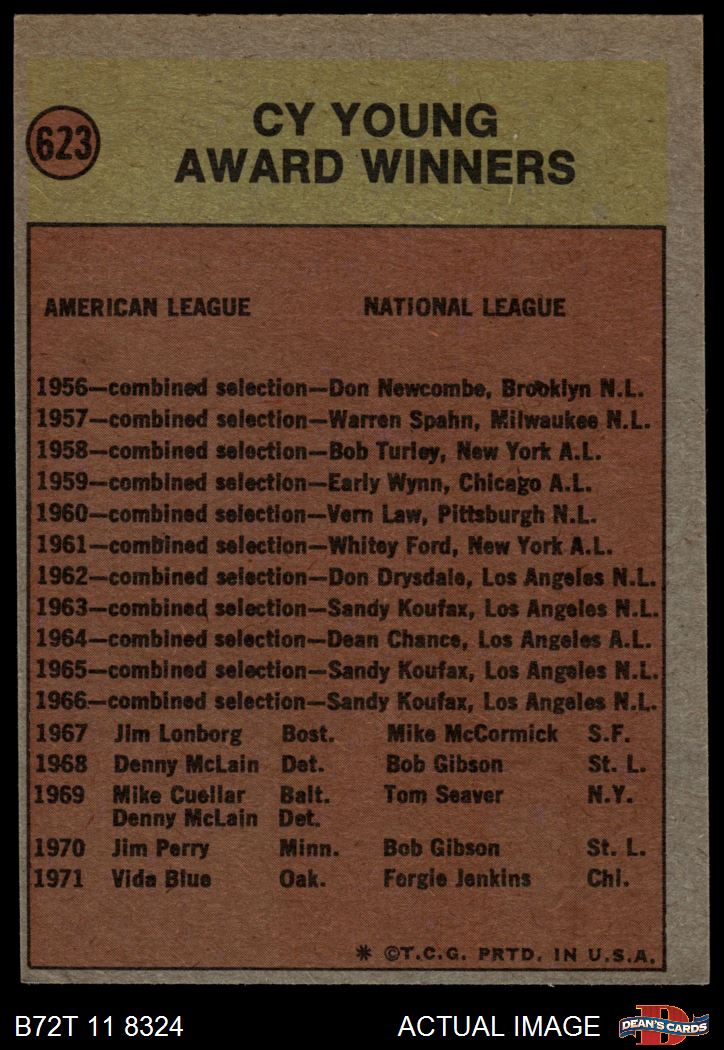 623
CY YOUNG
AWARD WINNERS
AMERICAN LEAGUE NATIONAL LEAGUE
1956—combined selection—Don Newcombe, Brooklyn N.L.
1957—combined selection—Warren Spahn, Milwaukee N.L.
1958—combined selection—Bob Turley, New York A.L.
1959—combined selection—Early Wynn, Chicago A.L.
1960—combined selection—Vern Law, Pittsburgh N.L.
1961—combined selection—Whitey Ford, New York A.L.
1962—combined selection—Don Drysdale, Los Angeles N.L.
1963—combined selection—Sandy Koufax, Los Angeles N.L.
1964—combined selection—Dean Chance, Los Angeles A.L.
1965—combined selection—Sandy Koufax, Los Angeles N.L.
1966—combined selection—Sandy Koufax, Los Angeles N.L.
1967 Jim Lonborg Bost. Mike McCormick S.F.
1968 Denny McLain Det. Bob Gibson St. L.
1969 Mike Cuellar Balt. Tom Seaver N.Y.
Denny McLain Det.
1970 Jim Perry Minn. Bob Gibson St. L.
1971 Vida Blue Oak. Fergie Jenkins Chi.
* ©T.C.G. PRTD. IN U.S.A.
B72T 11 8324 ACTUAL IMAGE D DEAN'S CARDS